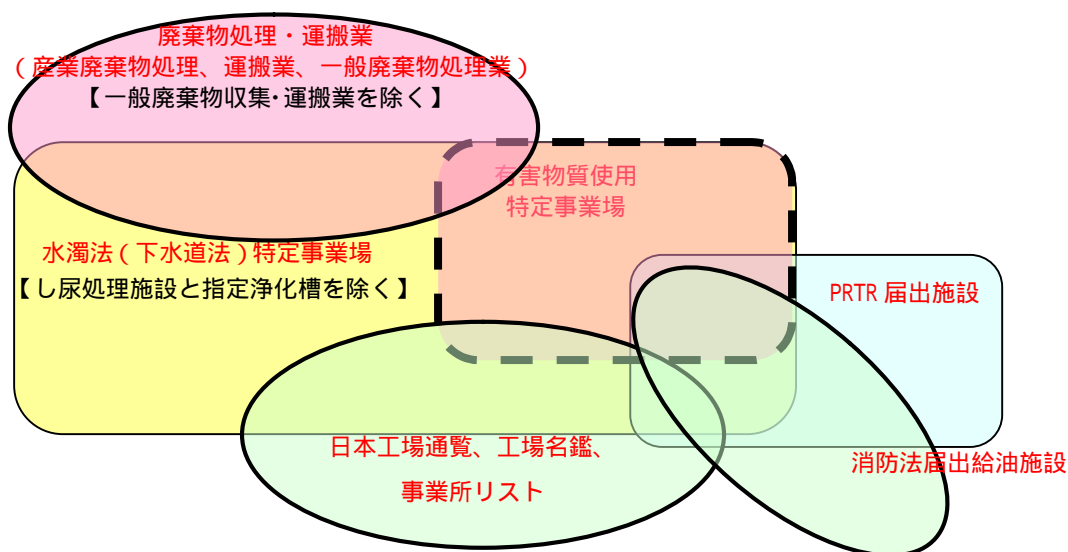 廃棄物処理・運搬業
(産業廃棄物処理、運搬業、一般廃棄物処理業)
【一般廃棄物収集・運搬業を除く】
有害物質使用
特定事業場
水濁法(下水道法)特定事業場
【し尿処理施設と指定浄化槽を除く】
PRTR 届出施設
日本工場通覧、工場名鑑、
事業所リスト
消防法届出給油施設